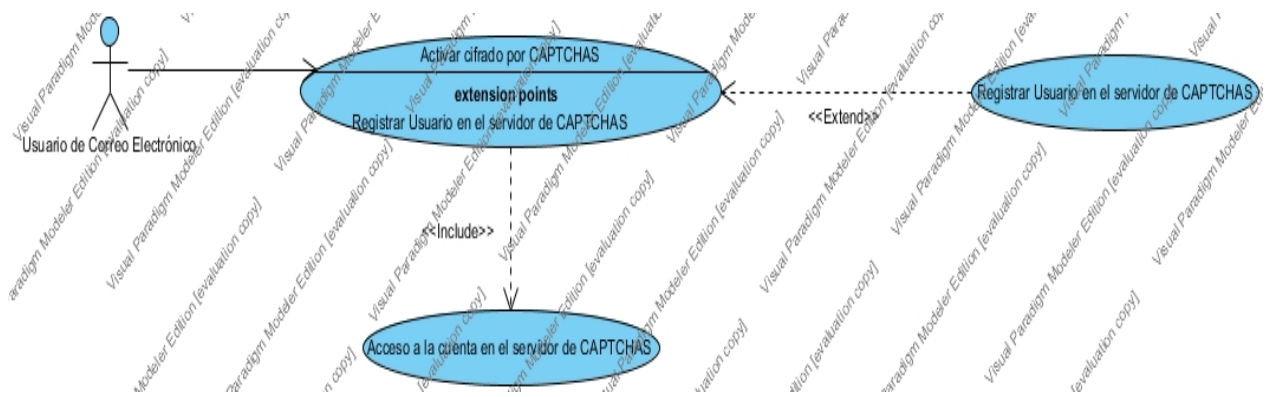 Activar cifrado por CAPTCHAS
extension points
Registrar Usuario en el servidor de CAPTCHAS
Usuario de Correo Electrónico
<<Extend>>
Registrar Usuario en el servidor de CAPTCHAS
<<Include>>
Acceso a la cuenta en el servidor de CAPTCHAS
Visual Paradigm Modeler Edition [evaluation copy]